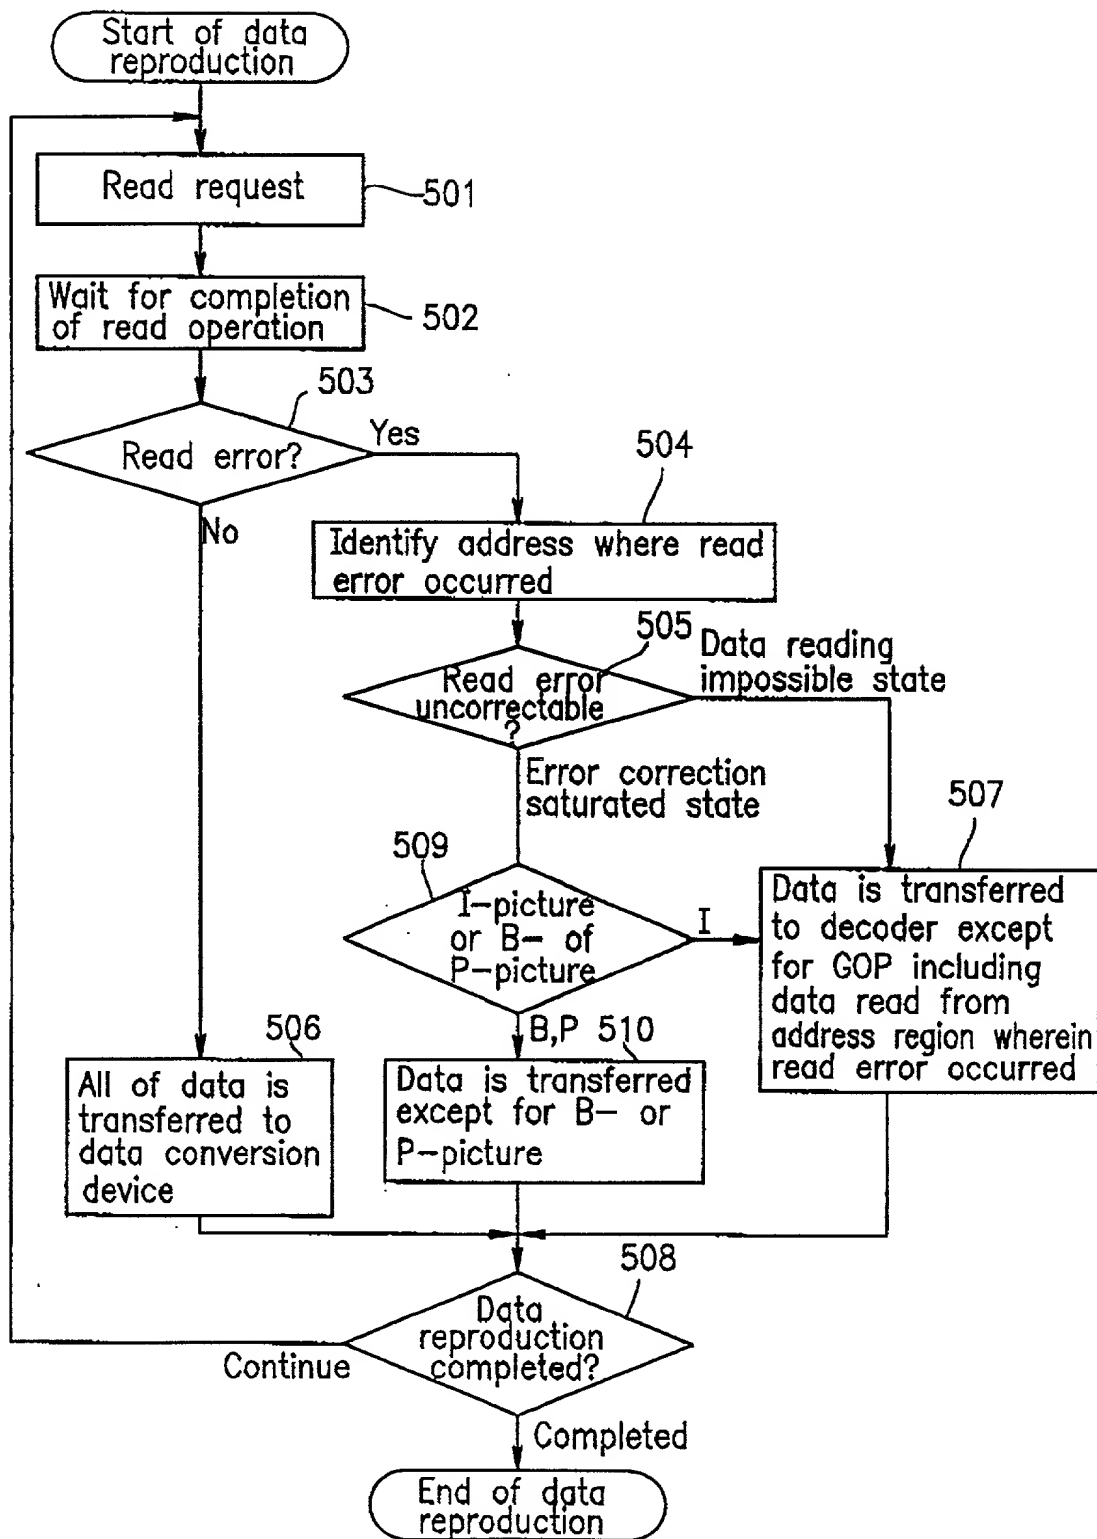 Start of data
reproduction
Read request
501
Wait for completion
of read operation
502
503
Read error?
Yes
No
504
Identify address where read
error occurred
505
Read error
uncorrectable
?
Data reading
impossible state
Error correction
saturated state
507
509
I-picture
or B- of
P-picture
I
Data is transferred
to decoder except
for GOP including
data read from
address region wherein
read error occurred
B,P
510
506
All of data is
transferred to
data conversion
device
Data is transferred
except for B- or
P-picture
508
Data
reproduction
completed?
Continue
Completed
End of data
reproduction